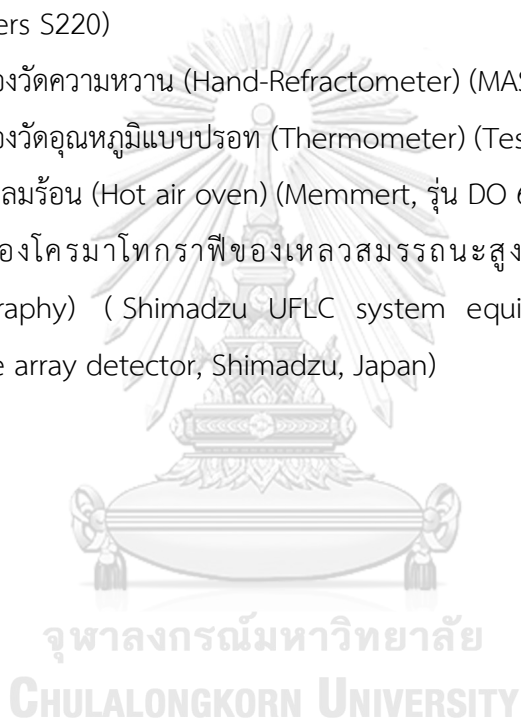 ers S220)
องวัดความหวาน (Hand-Refractometer) (MAS
องวัดอุณหภูมิแบบปรอท (Thermometer) (Tes
ลมร้อน (Hot air oven) (Memmert, รุ่น DO 6
องโครมาโทกราฟีของเหลวสมรรถนะสูง
raphy) ( Shimadzu UFLC system equi
e array detector, Shimadzu, Japan)
จุฬาลงกรณ์มหาวิทยาลัย
CHULALONGKORN UNIVERSITY